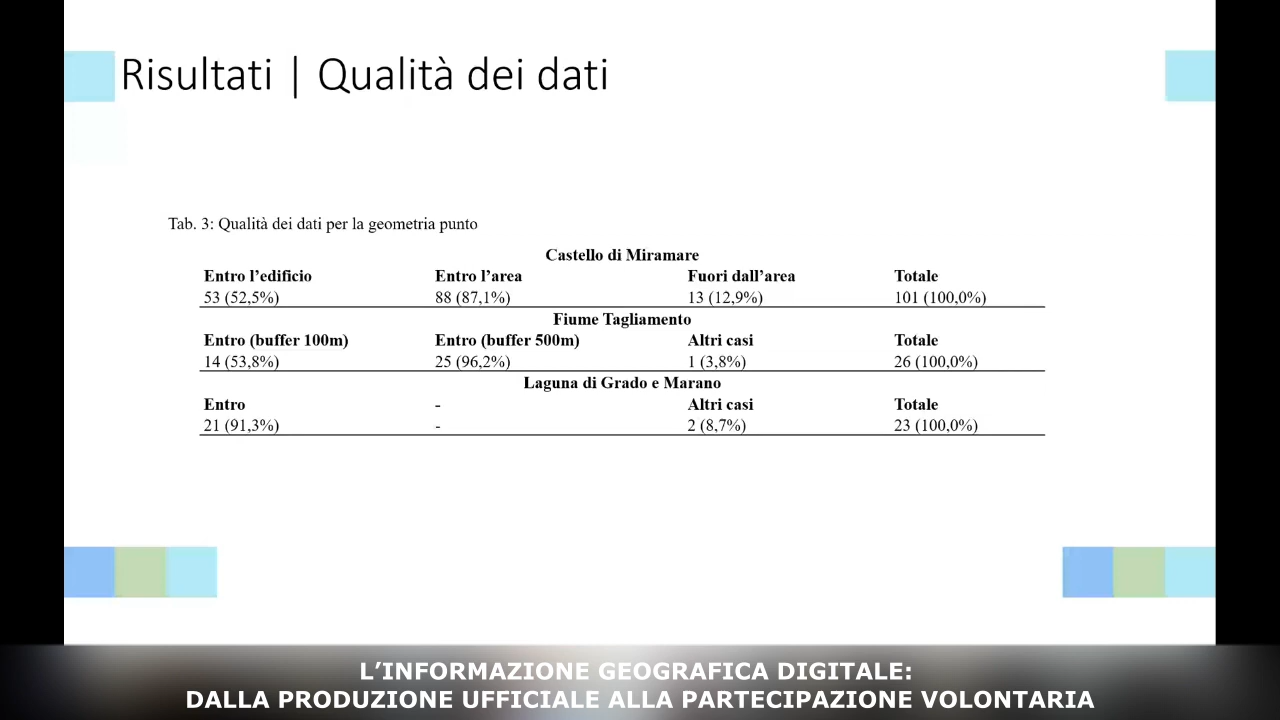 Risultati | Qualità dei dati
Tab. 3: Qualità dei dati per la geometria punto
Castello di Miramare
Entro l’edificio Entro l’area Fuori dall’area Totale
53 (52,5%) 88 (87,1%) 13 (12,9%) 101 (100,0%)
Fiume Tagliamento
Entro (buffer 100m) Entro (buffer 500m) Altri casi Totale
14 (53,8%) 25 (96,2%) 1 (3,8%) 26 (100,0%)
Laguna di Grado e Marano
Entro - Altri casi Totale
21 (91,3%) - 2 (8,7%) 23 (100,0%)
L’INFORMAZIONE GEOGRAFICA DIGITALE:
DALLA PRODUZIONE UFFICIALE ALLA PARTECIPAZIONE VOLONTARIA